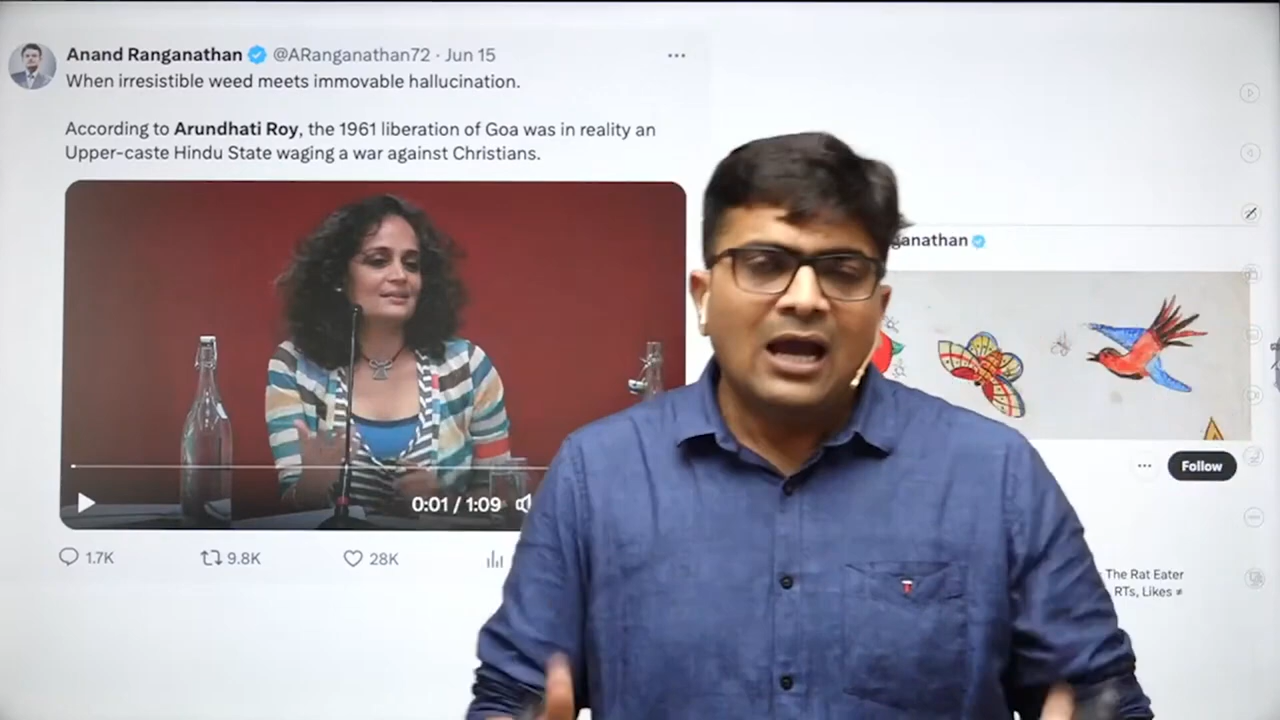 Anand Ranganathan @ARanganathan72 · Jun 15 ...
When irresistible weed meets immovable hallucination.
According to Arundhati Roy, the 1961 liberation of Goa was in reality an
Upper-caste Hindu State waging a war against Christians.
0:01 / 1:09
1.7K 9.8K 28K
nganathan
... Follow
The Rat Eater
RTs, Likes ≠